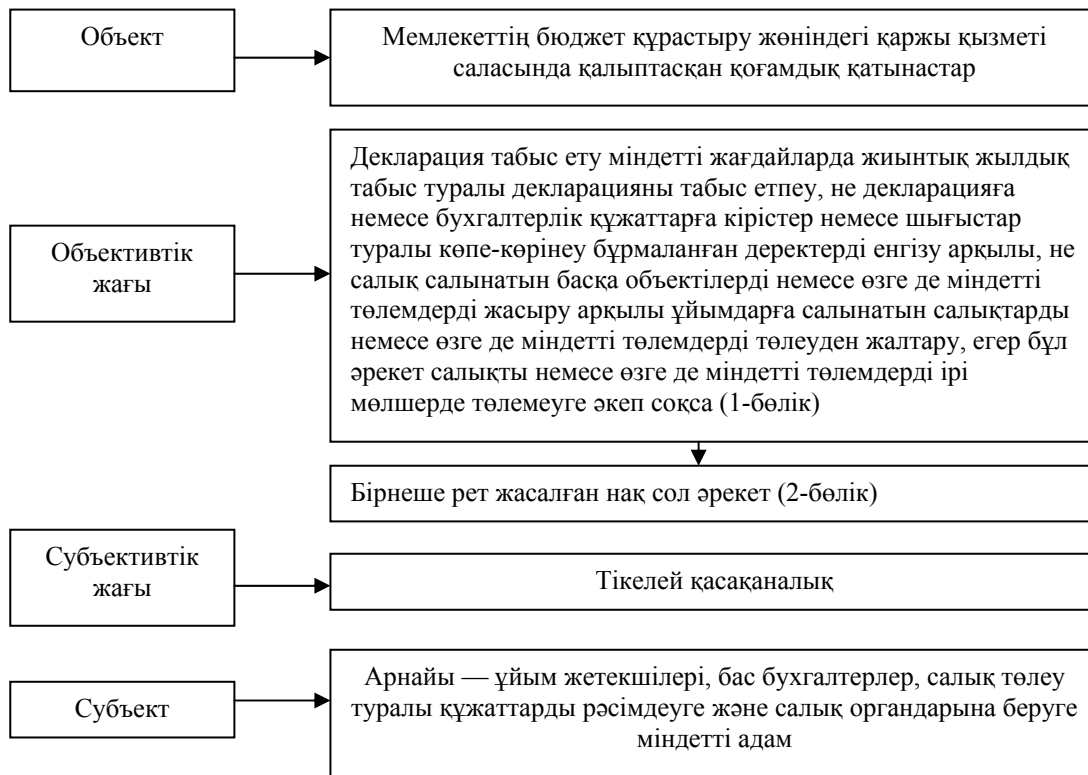 Объект
Мемлекеттің бюджет құрастыру жөніндегі қаржы қызметі
саласында қалыптасқан қоғамдық қатынастар
Объективтік
жағы
Декларация табыс ету міндетті жағдайларда жиынтық жылдық
табыс туралы декларацияны табыс етпеу, не декларацияға
немесе бухгалтерлік құжаттарға кірістер немесе шығыстар
туралы көпе-көрінеу бұрмаланған деректерді енгізу арқылы, не
салық салынатын басқа объектілерді немесе өзге де міндетті
төлемдерді жасыру арқылы ұйымдарға салынатын салықтарды
немесе өзге де міндетті төлемдерді төлеуден жалтару, егер бұл
әрекет салықты немесе өзге де міндетті төлемдерді ірі
мөлшерде төлемеуге әкеп соқса (1-бөлік)
Бірнеше рет жасалған нақ сол әрекет (2-бөлік)
Субъективтік
жағы
Тікелей қасақаналық
Субъект
Арнайы — ұйым жетекшілері, бас бухгалтерлер, салық төлеу
туралы құжаттарды рәсімдеуге және салық органдарына беруге
міндетті адам